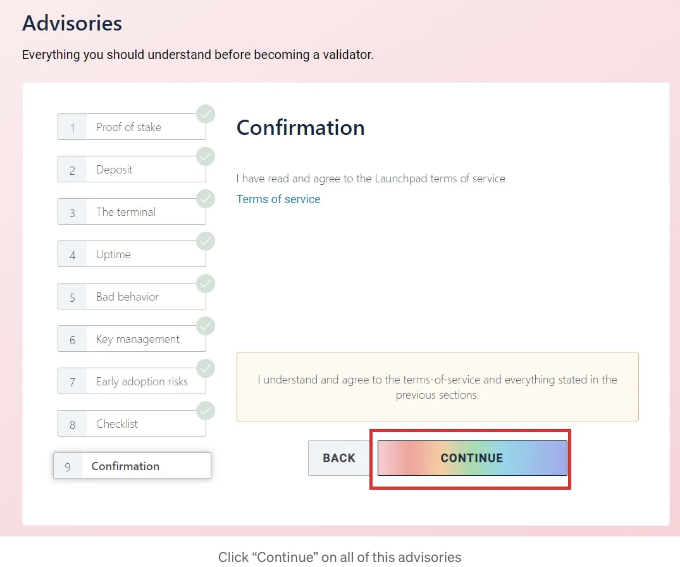 Advisories
Everything you should understand before becoming a validator.
1 Proof of stake
2 Deposit
3 The terminal
4 Uptime
5 Bad behavior
6 Key management
7 Early adoption risks
8 Checklist
9 Confirmation
Confirmation
I have read and agree to the Launchpad terms of service.
Terms of service
I understand and agree to the terms-of-service and everything stated in the
previous sections.
BACK
CONTINUE
Click “Continue” on all of this advisories